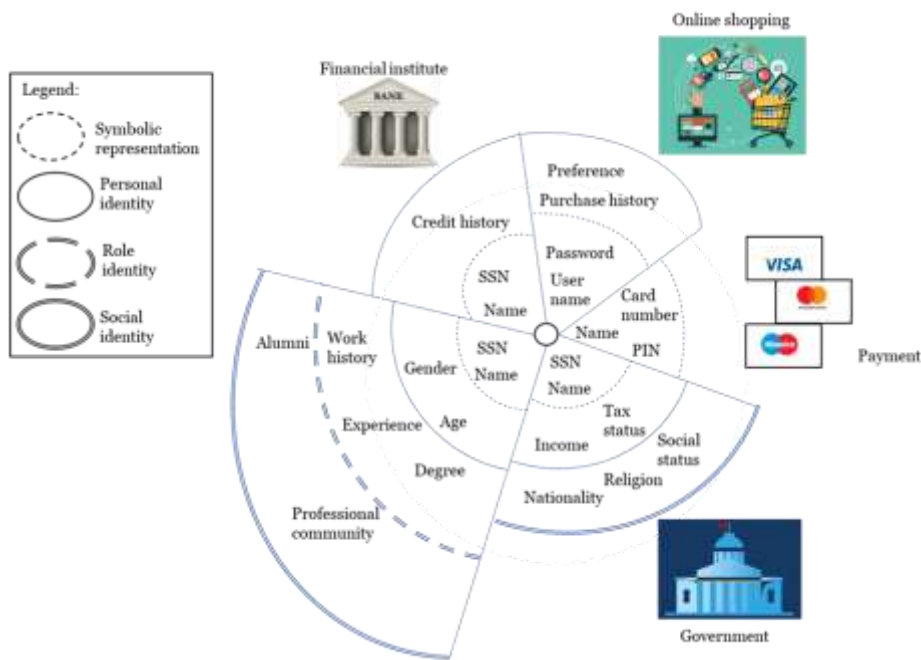 Online shopping
Financial institute
BANK
Legend:
Symbolic
representation
Personal
identity
Role
identity
Social
identity
Preference
Purchase history
Credit history
Password
User
name
SSN
Name
Card
number
Name
PIN
VISA
Payment
SSN
Name
SSN
Name
Alumni
Work
history
Gender
Age
Experience
Degree
Professional
community
Tax
status
Income
Social
status
Religion
Nationality
Government